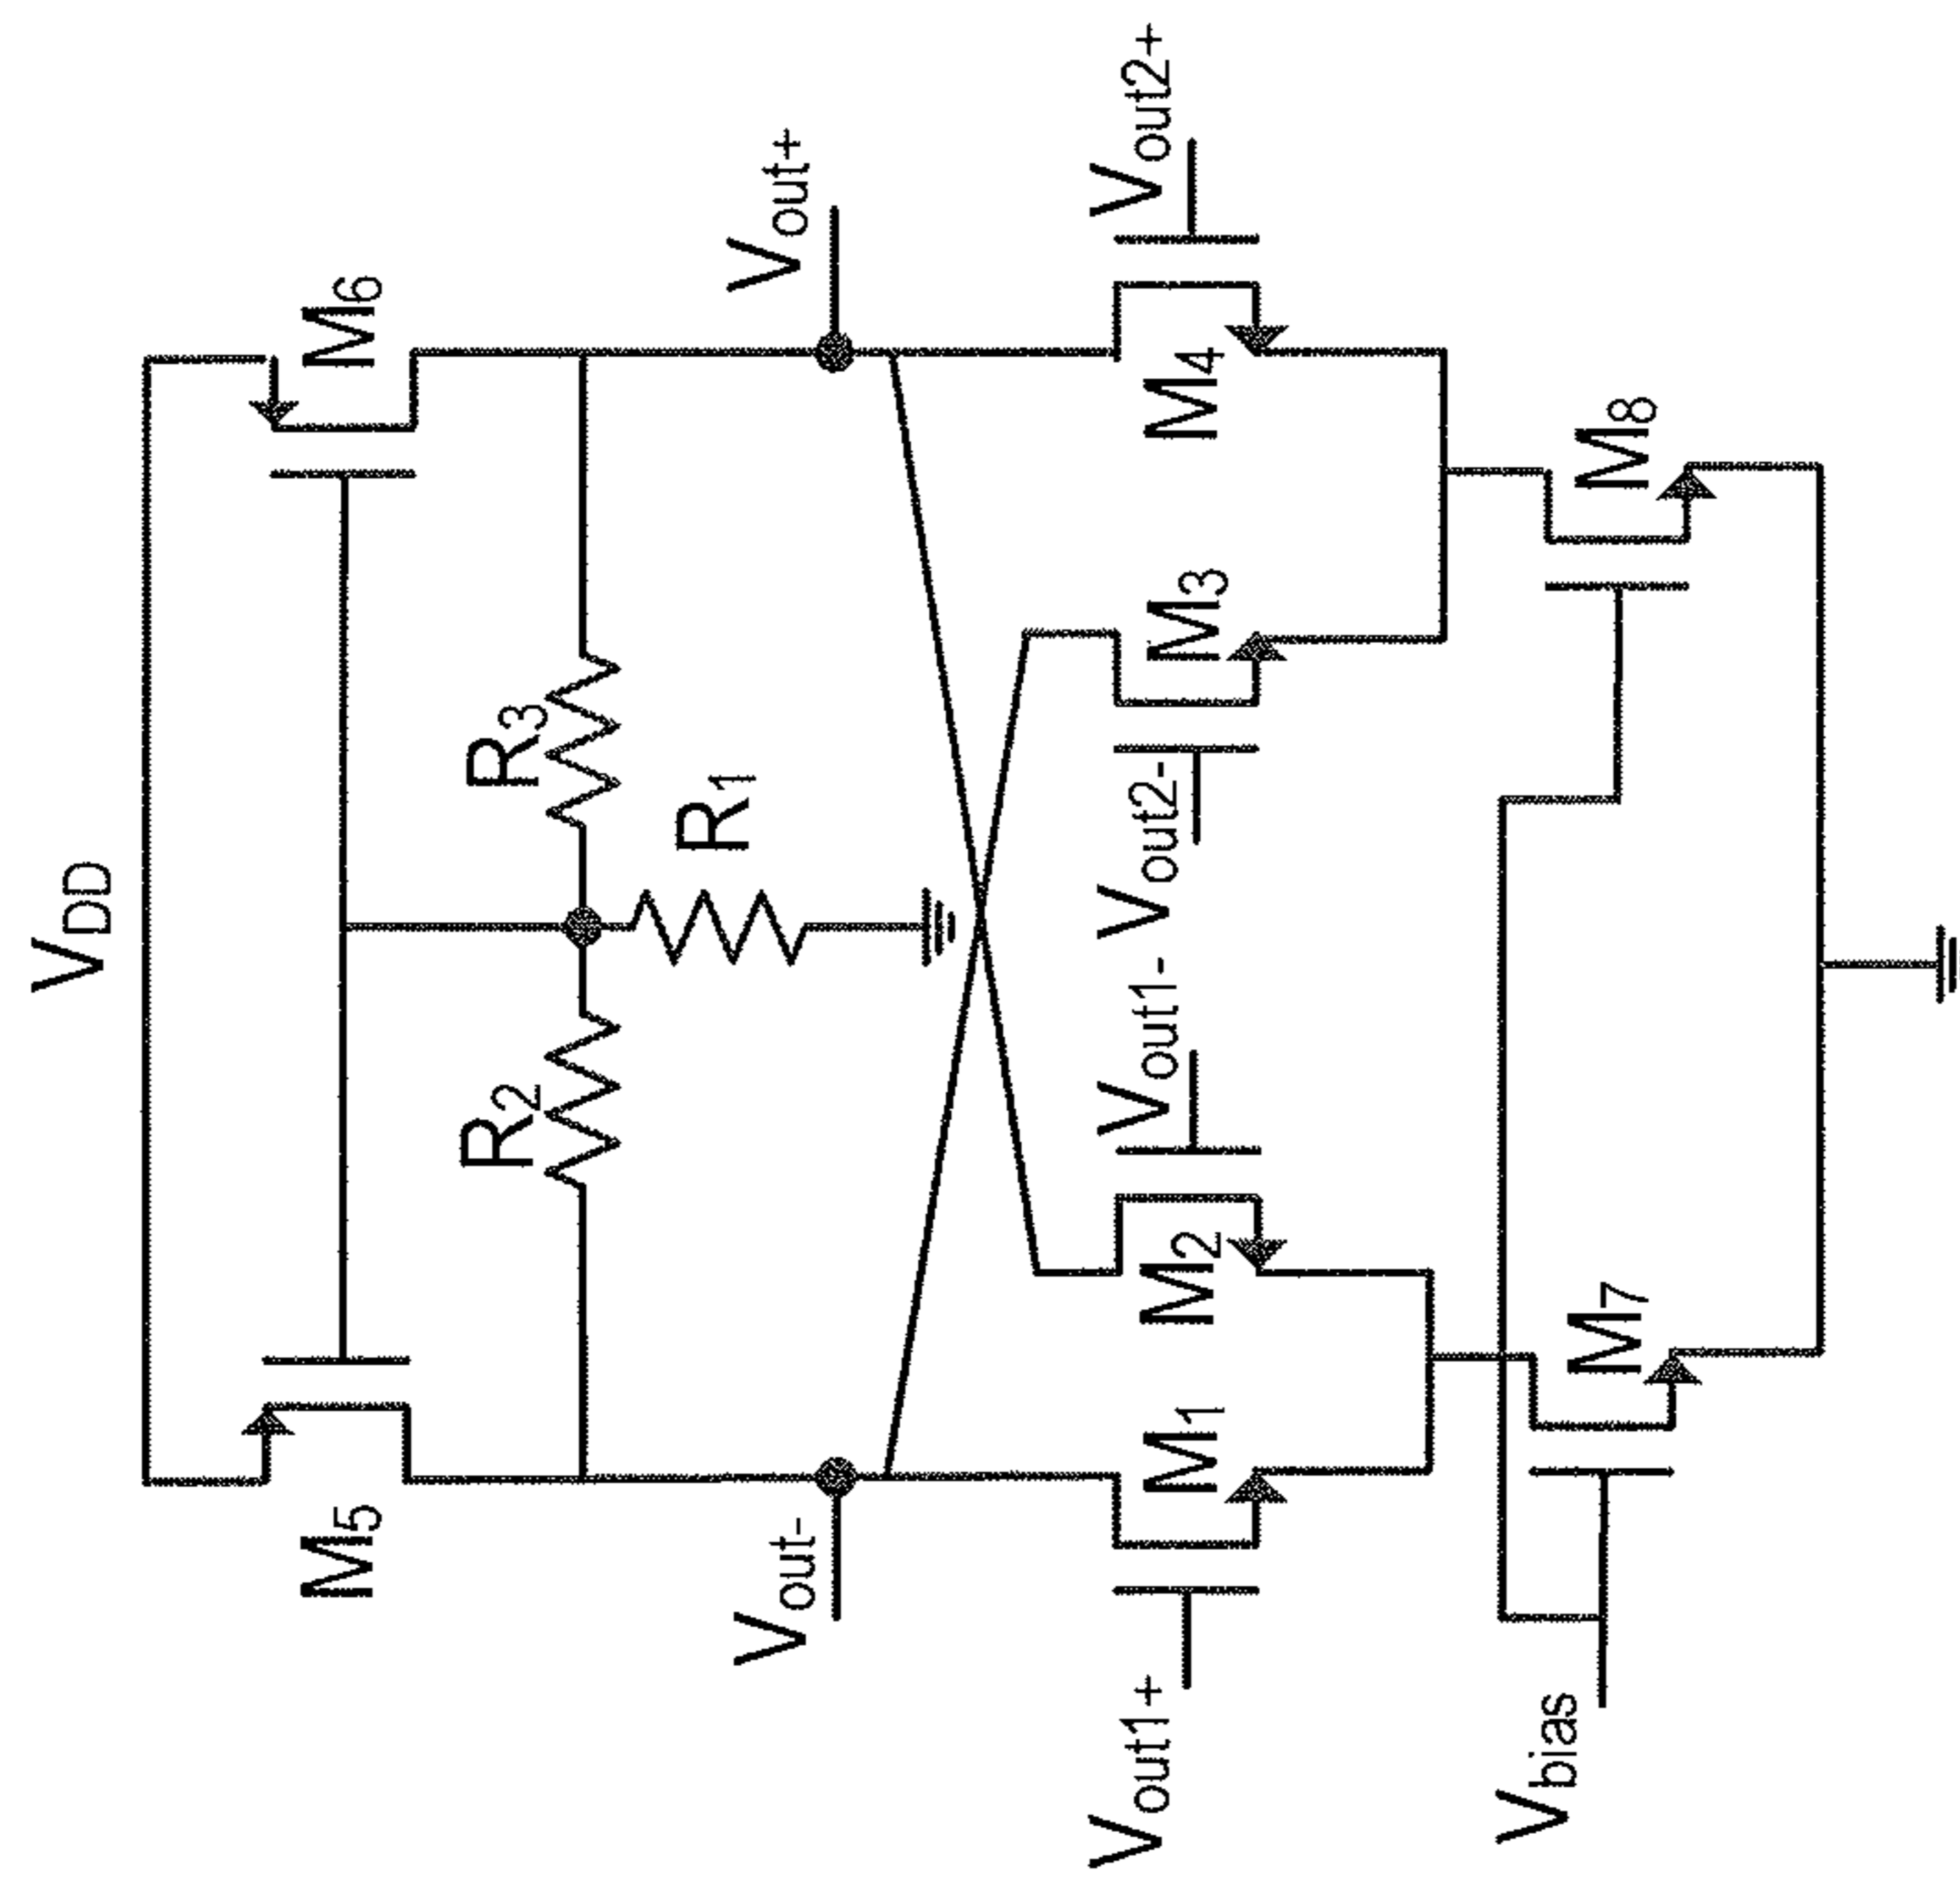 VDD
M5
M6
R2
R3
R1
Vout-
Vout+
Vout1+
M1
M2
Vout1-
Vout2-
M3
M4
Vout2+
Vbias
M7
M8